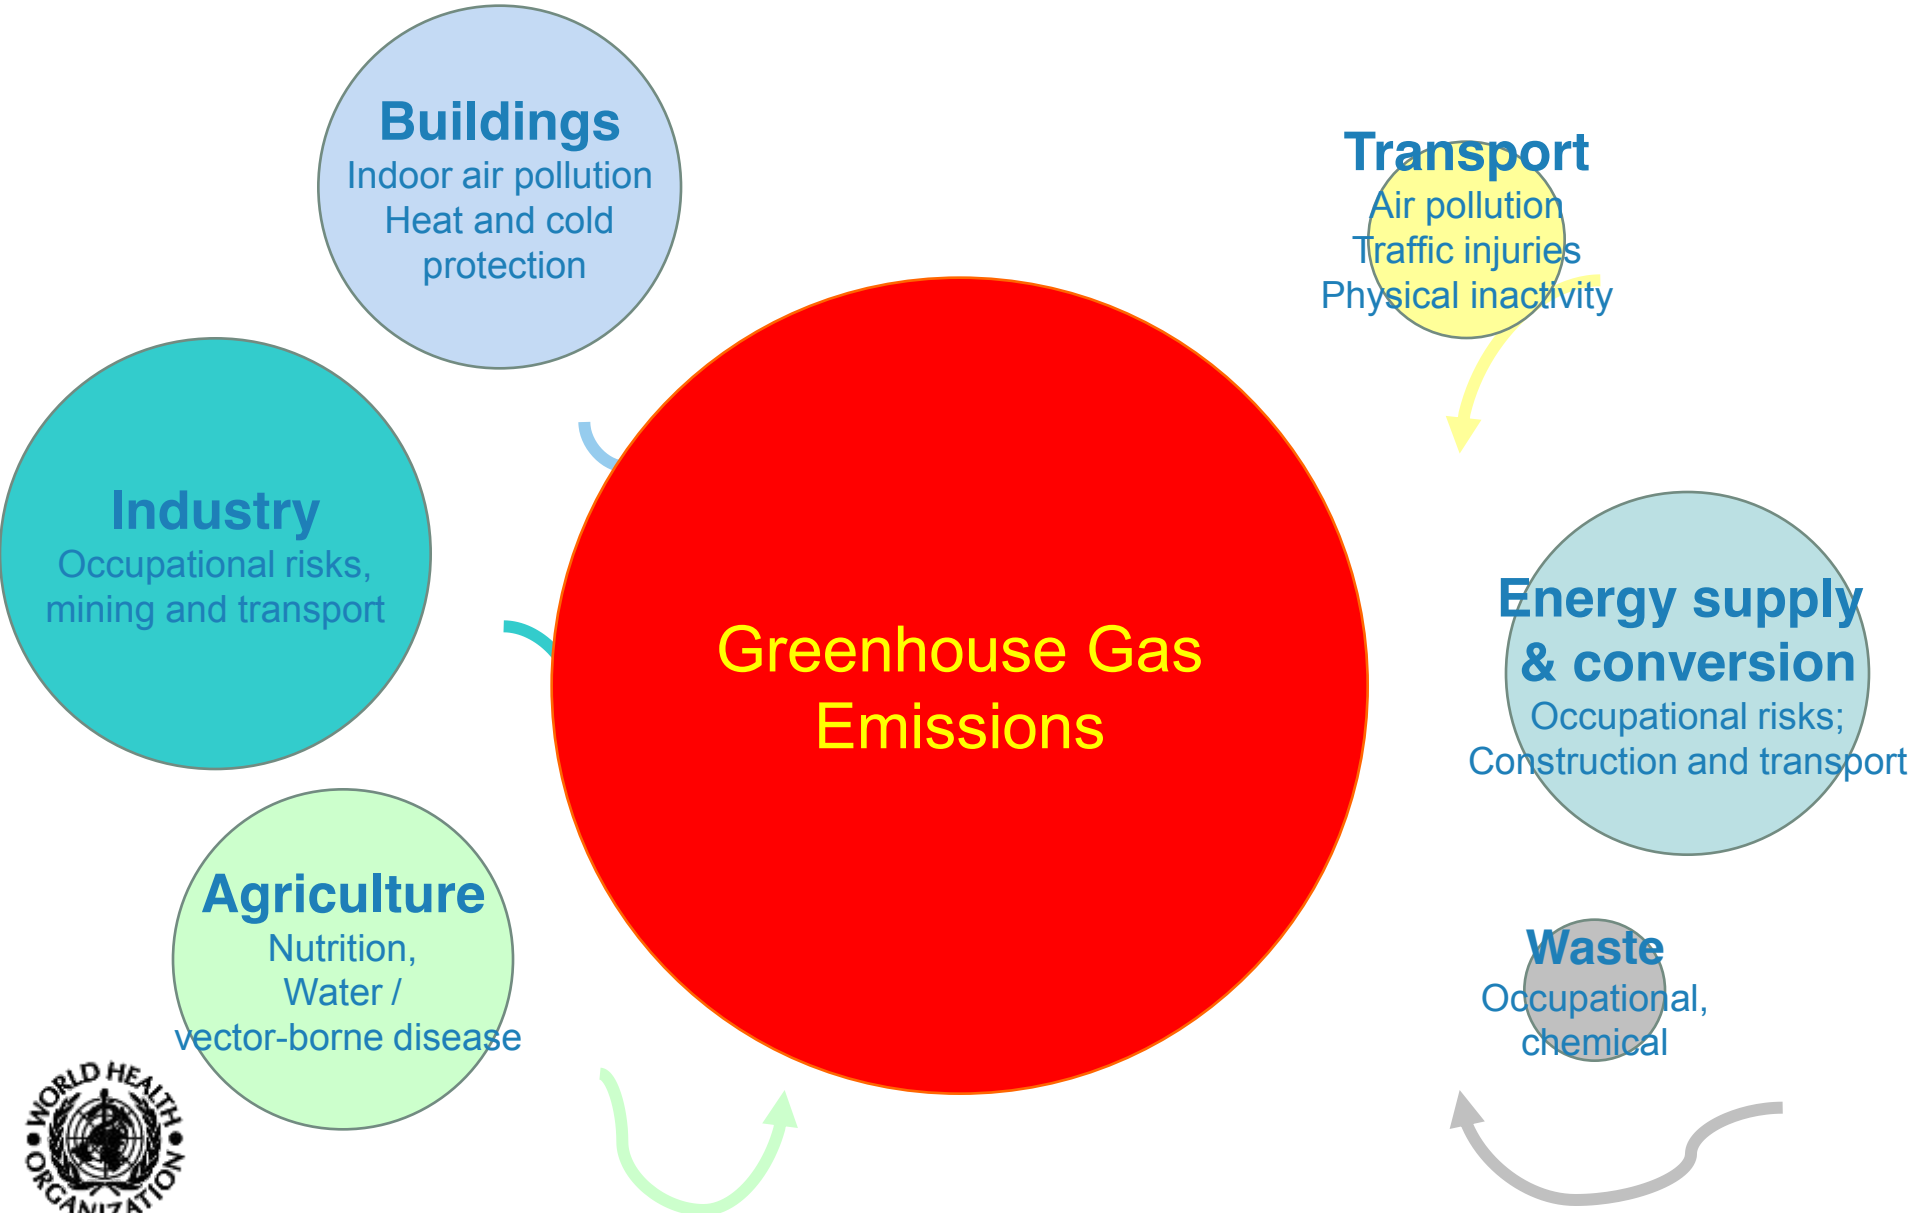 Buildings
Indoor air pollution
Heat and cold
protection
Transport
Air pollution
Traffic injuries
Physical inactivity
Industry
Occupational risks,
mining and transport
Greenhouse Gas
Emissions
Energy supply
& conversion
Occupational risks;
Construction and transport
Agriculture
Nutrition,
Water /
vector-borne disease
Waste
Occupational,
chemical
WORLD HEALTH
ORGANIZATION